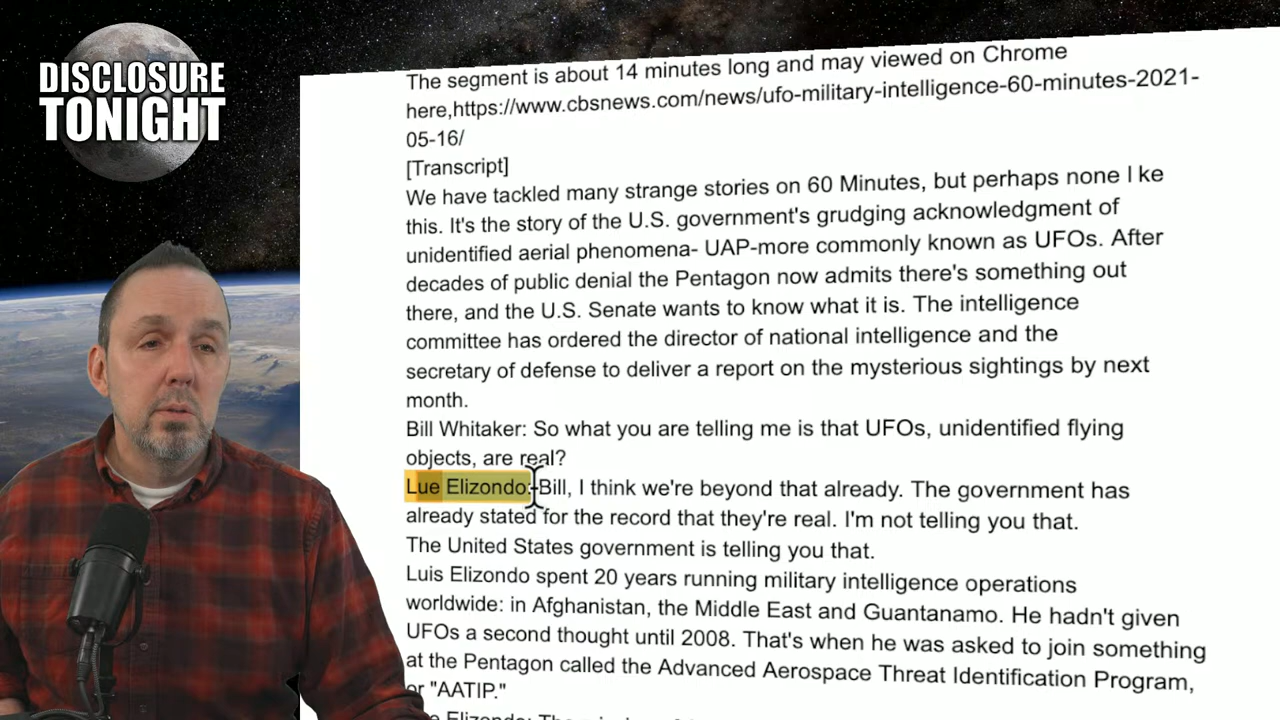 DISCLOSURE
TONIGHT
The segment is about 14 minutes long and may viewed on Chrome
here,https://www.cbsnews.com/news/ufo-military-intelligence-60-minutes-2021-
05-16/
[Transcript]
We have tackled many strange stories on 60 Minutes, but perhaps none l ke
this. It's the story of the U.S. government's grudging acknowledgment of
unidentified aerial phenomena- UAP-more commonly known as UFOs. After
decades of public denial the Pentagon now admits there's something out
there, and the U.S. Senate wants to know what it is. The intelligence
committee has ordered the director of national intelligence and the
secretary of defense to deliver a report on the mysterious sightings by next
month.
Bill Whitaker: So what you are telling me is that UFOs, unidentified flying
objects, are real?
Lue Elizondo: Bill, I think we're beyond that already. The government has
already stated for the record that they're real. I'm not telling you that.
The United States government is telling you that.
Luis Elizondo spent 20 years running military intelligence operations
worldwide: in Afghanistan, the Middle East and Guantanamo. He hadn't given
UFOs a second thought until 2008. That's when he was asked to join something
at the Pentagon called the Advanced Aerospace Threat Identification Program,
or "AATIP."
Elizondo: The